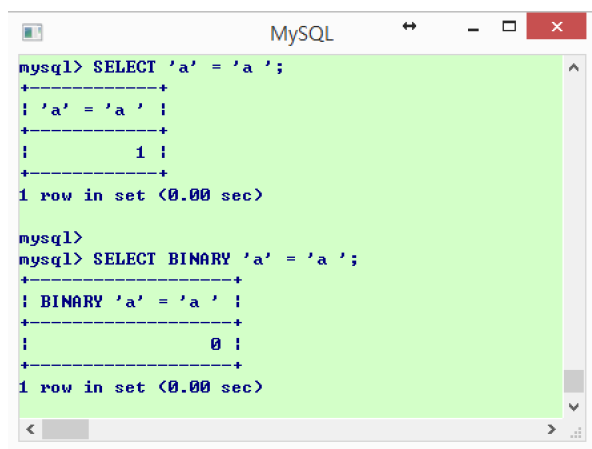 MySQL
mysql> SELECT 'a' = 'a ';
+------------+
| 'a' = 'a ' |
+------------+
|          1 |
+------------+
1 row in set (0.00 sec)

mysql>
mysql> SELECT BINARY 'a' = 'a ';
+-------------------+
| BINARY 'a' = 'a ' |
+-------------------+
|                 0 |
+-------------------+
1 row in set (0.00 sec)